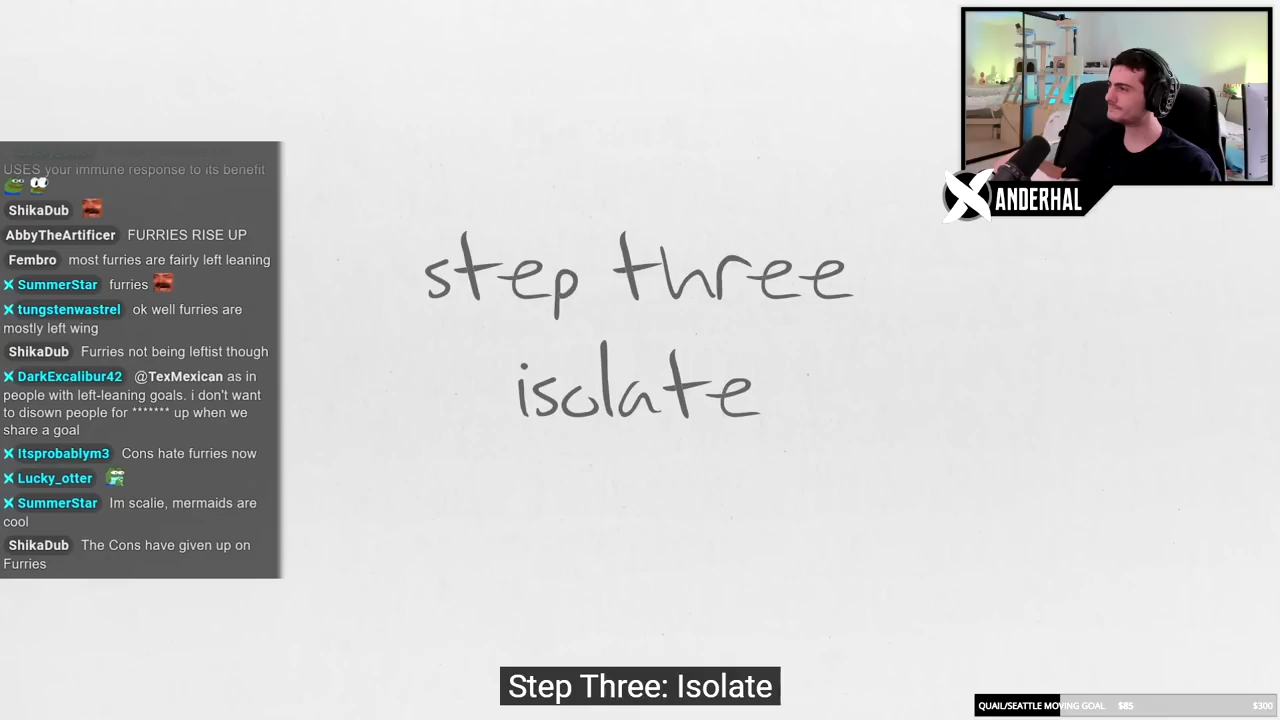 USES your immune response to its benefit
ShikaDub
AbbyTheArtificer FURRIES RISE UP
Fembro most furries are fairly left leaning
SummerStar furries
tungstenwastrel ok well furries are
mostly left wing
ShikaDub Furries not being leftist though
DarkExcalibur42 @TexMexican as in
people with left-leaning goals. i don't want
to disown people for ******* up when we
share a goal
Itsprobablym3 Cons hate furries now
Lucky_otter
SummerStar Im scalie, mermaids are
cool
ShikaDub The Cons have given up on
Furries
step three
isolate
XANDERHAL
Step Three: Isolate
QUAIL/SEATTLE MOVING GOAL $85 $300